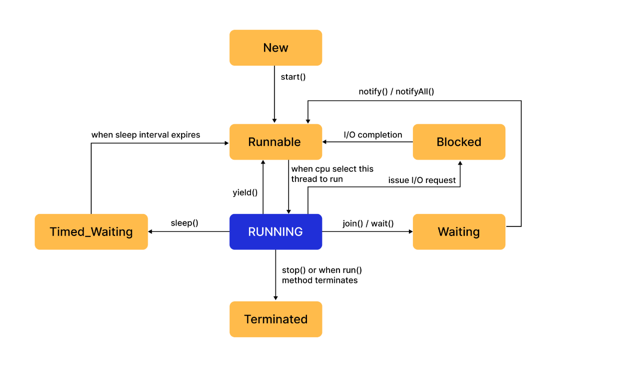 New
start()
notify() / notifyAll()
when sleep interval expires
Runnable
I/O completion
Blocked
when cpu select this
thread to run
issue I/O request
yield()
Timed_Waiting
sleep()
RUNNING
join() / wait()
Waiting
stop() or when run()
method terminates
Terminated